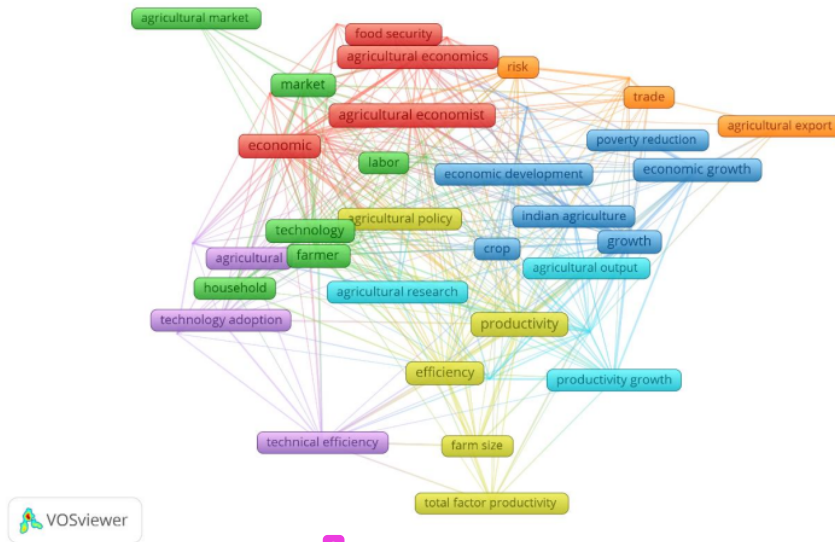 agricultural market
food security
agricultural economics
risk
market
trade
agricultural economist
agricultural export
economic
poverty reduction
labor
economic growth
economic development
agricultural policy
indian agriculture
technology
growth
crop
farmer
agricultural
agricultural output
household
agricultural research
technology adoption
productivity
efficiency
productivity growth
technical efficiency
farm size
total factor productivity
VOSviewer